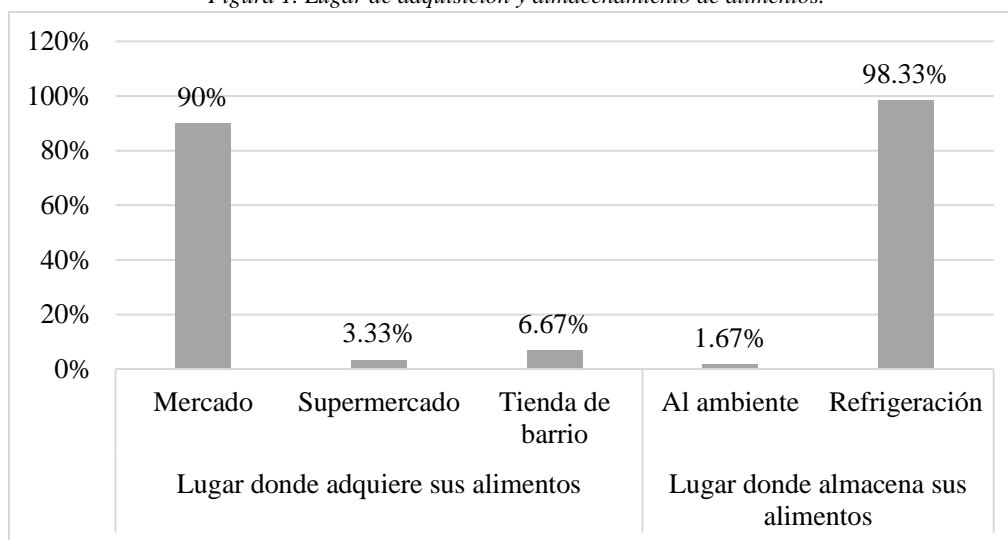 Figura 1. Lugar de adquisición y almacenamiento de alimentos.
120%
100%
80%
60%
40%
20%
0%
90%
3.33%
6.67%
1.67%
98.33%
Mercado
Supermercado
Tienda de
barrio
Al ambiente
Refrigeración
Lugar donde adquiere sus alimentos
Lugar donde almacena sus
alimentos